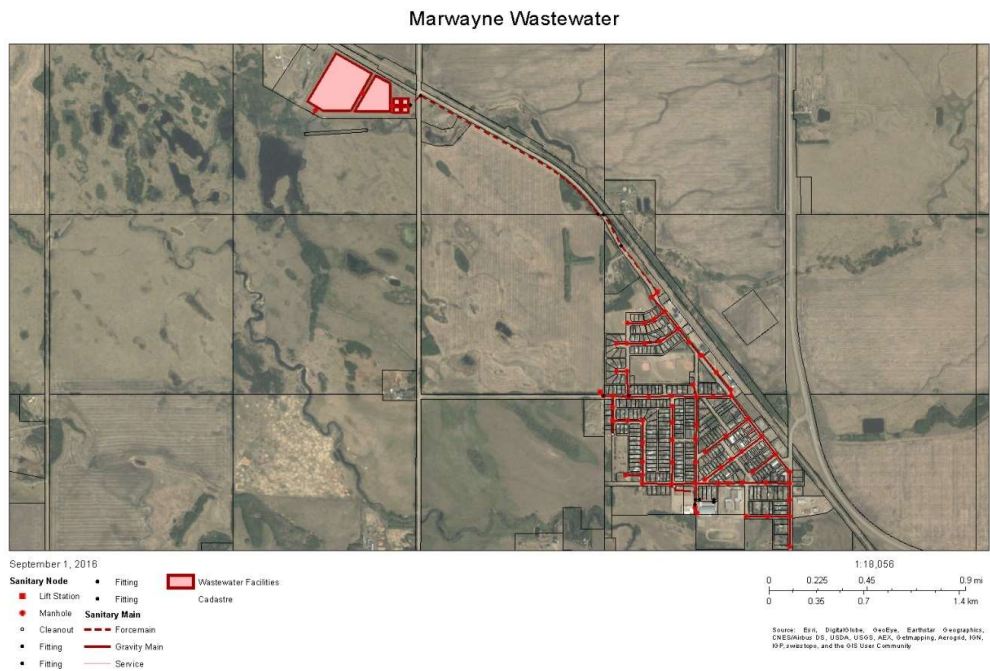 Marwayne Wastewater
September 1, 2016
1:18,056
Sanitary Node
Lift Station
Manhole
Cleanout
Fitting
Fitting
Fitting
Fitting
Sanitary Main
Forcemain
Gravity Main
Service
Wastewater Facilities
Cadastre
0 0.225 0.45 0.9 mi
0 0.35 0.7 1.4 km
Source: Esri, DigitalGlobe, GeoEye, Earthstar Geographics,
CNES/Airbus DS, USDA, USGS, AEX, Getmapping, Aerogrid, IGN,
IGP, swisstopo, and the GIS User Community